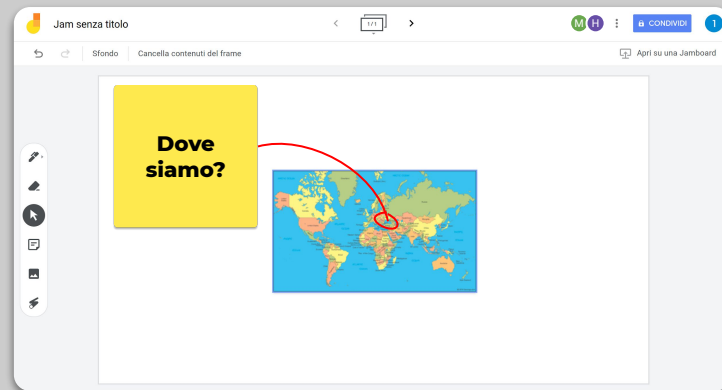 Jam senza titolo
1/1
M H
CONDIVIDI
1
Sfondo
Cancella contenuti del frame
Apri su una Jamboard
Dove
siamo?